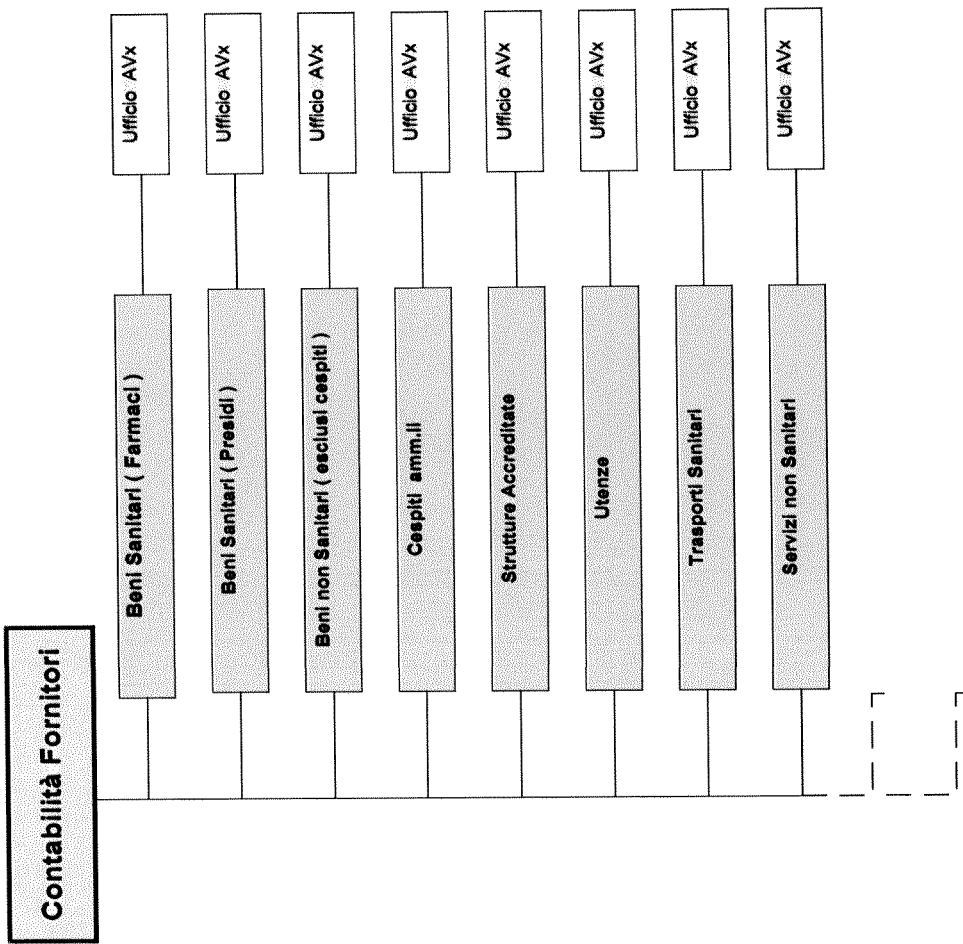 Contabilità Fornitori
Beni Sanitari ( Farmaci )
Ufficio AVx
Beni Sanitari ( Presidi )
Ufficio AVx
Beni non Sanitari ( esclusi cespiti )
Ufficio AVx
Cespiti amm.li
Ufficio AVx
Strutture Accreditate
Ufficio AVx
Utenze
Ufficio AVx
Trasporti Sanitari
Ufficio AVx
Servizi non Sanitari
Ufficio AVx